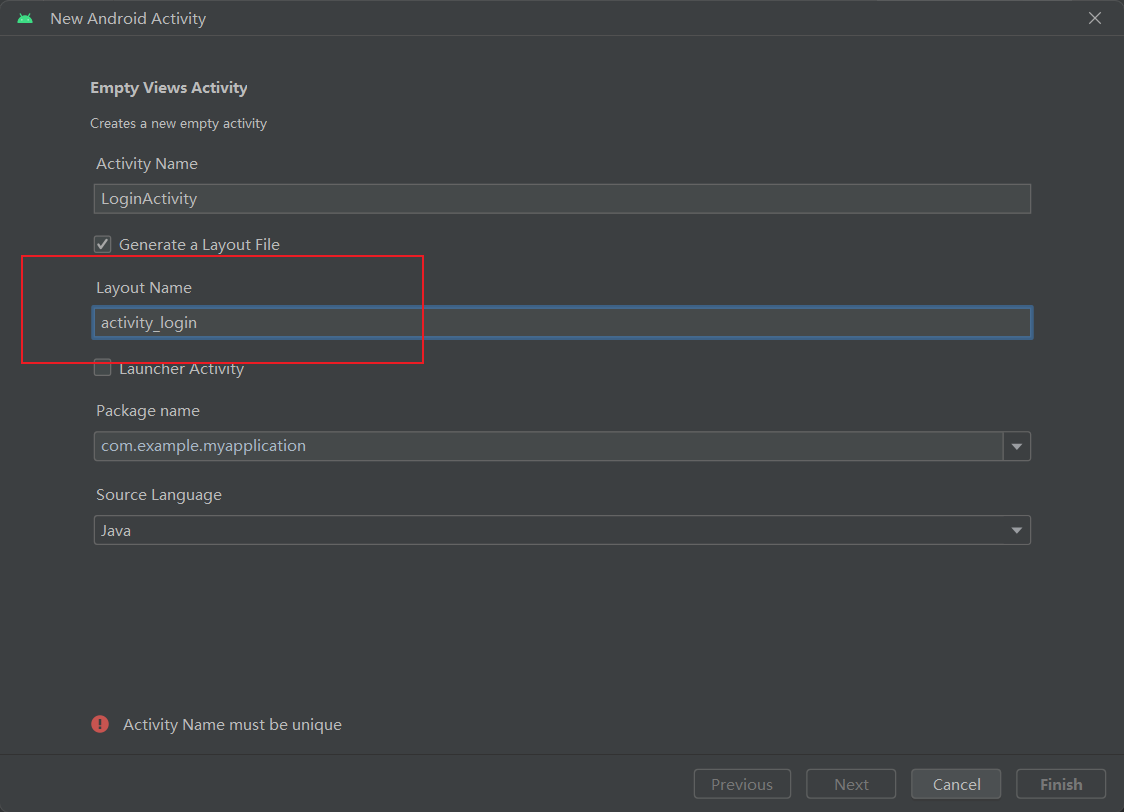 New Android Activity
Empty Views Activity
Creates a new empty activity
Activity Name
LoginActivity
Generate a Layout File
Layout Name
activity_login
Launcher Activity
Package name
com.example.myapplication
Source Language
Java
Activity Name must be unique
Previous Next Cancel Finish